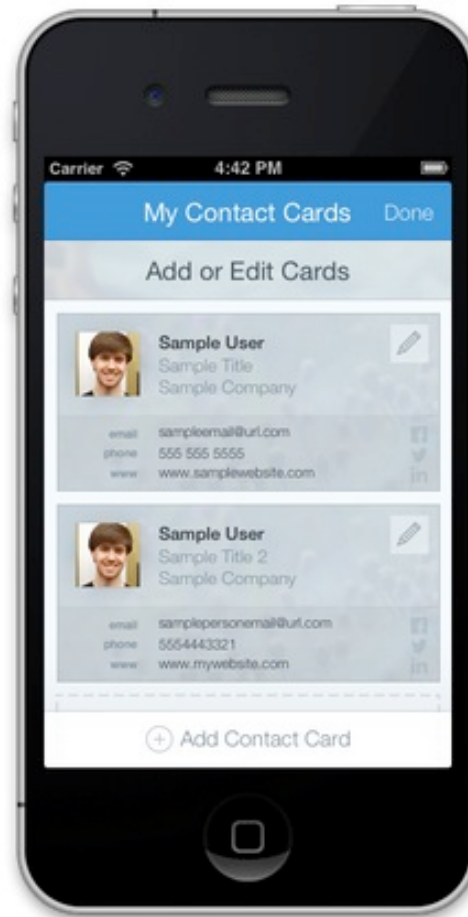 Carrier 4:42 PM
My Contact Cards Done
Add or Edit Cards
Sample User
Sample Title
Sample Company
email sampleemail@url.com
phone 555 555 5555
www www.samplewebsite.com
Sample User
Sample Title 2
Sample Company
email samplepersonemail@url.com
phone 5554443321
www www.mywebsite.com
+ Add Contact Card